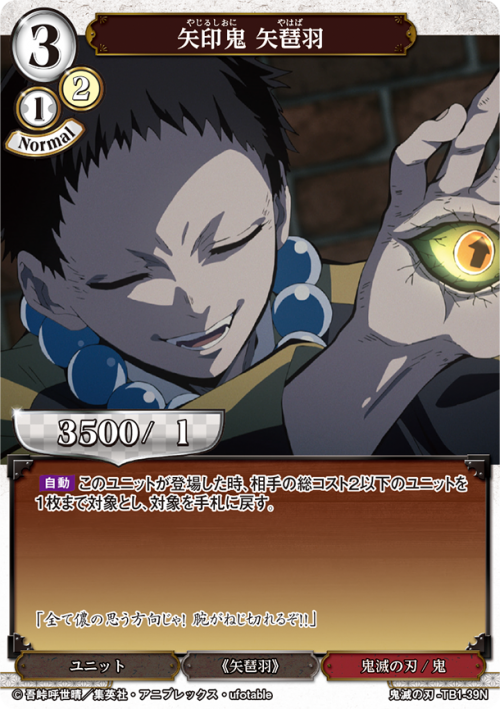 3
やじるしおに やはば
矢印鬼 矢琶羽
2
1
Normal
3500/ 1
自動 このユニットが登場した時、相手の総コスト2以下のユニットを
1枚まで対象とし、対象を手札に戻す。
「全て儂の思う方向じゃ! 腕がねじ切れるぞ!!」
ユニット
《矢琶羽》
鬼滅の刃/鬼
©吾峠呼世晴／集英社・アニプレックス・ufotable
鬼滅の刃 -TB1-39N